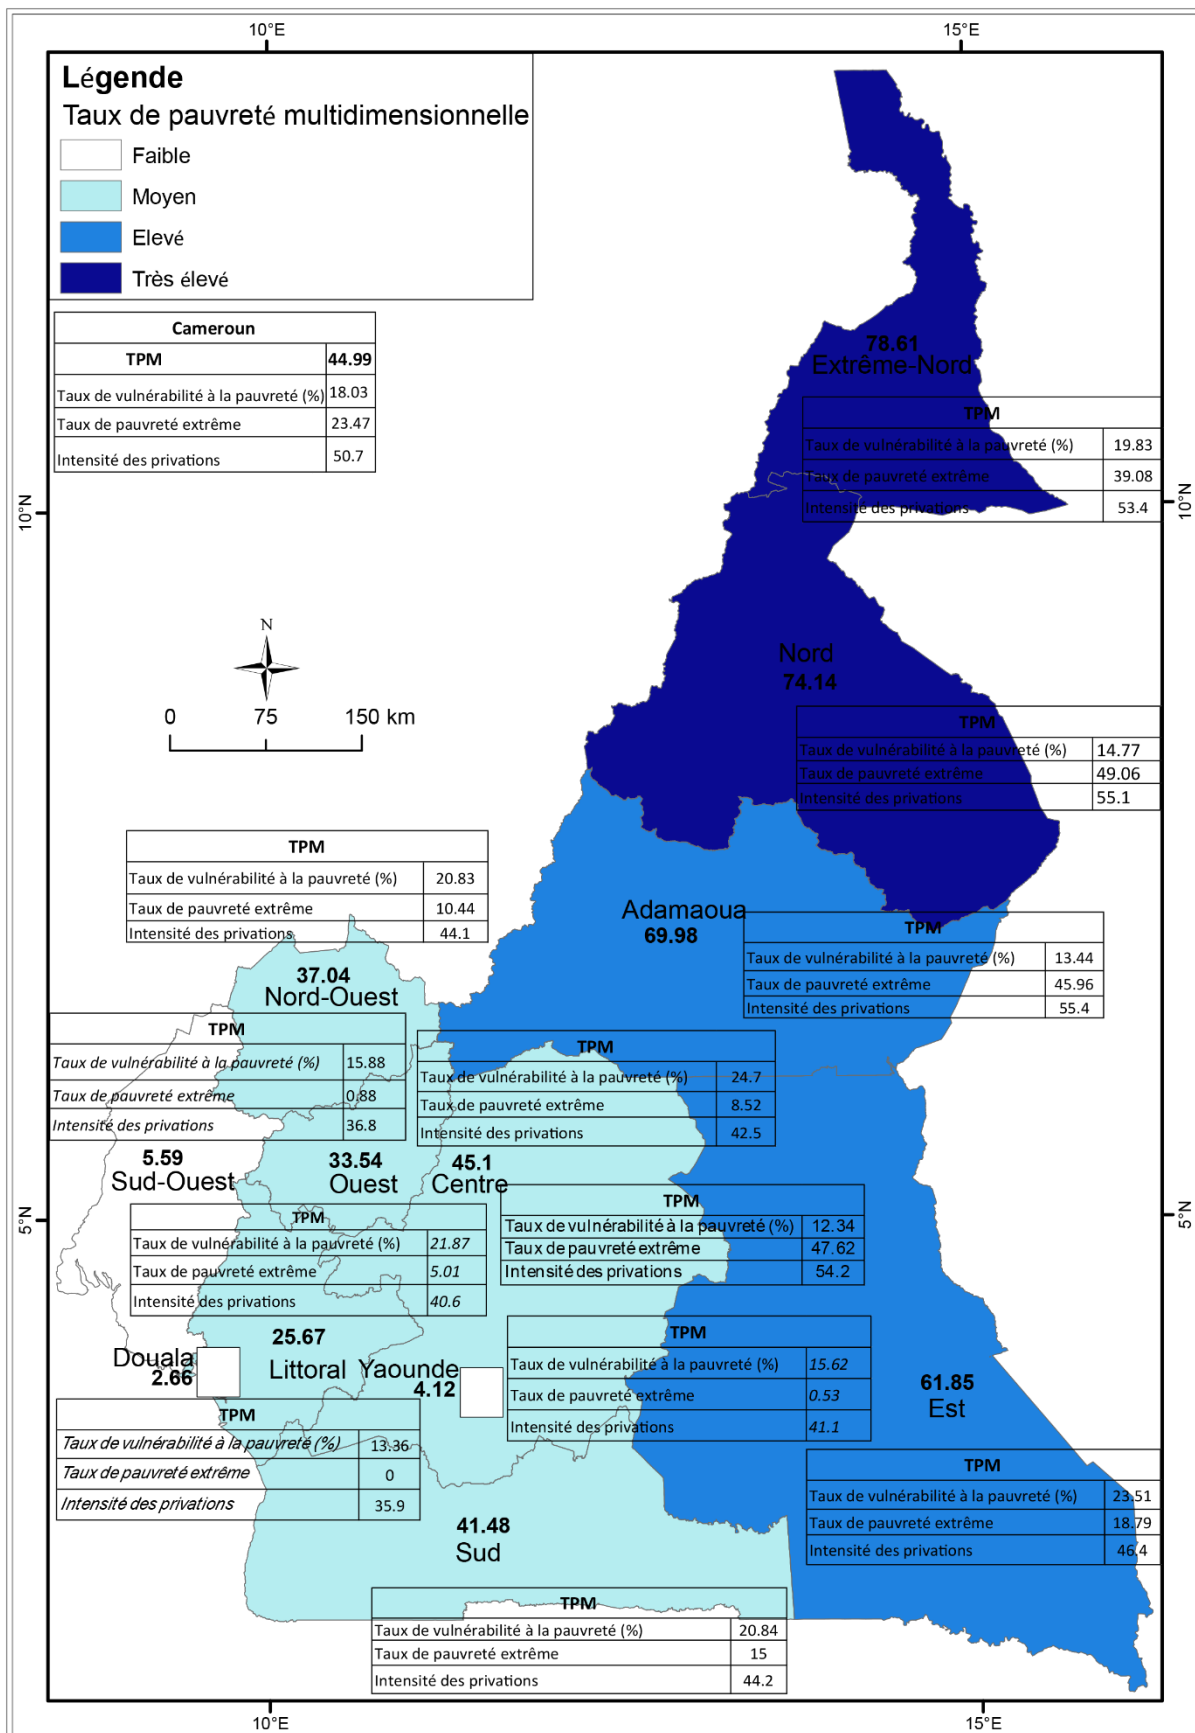 10°E 15°E
Légende
Taux de pauvreté multidimensionnelle
Faible
Moyen
Elevé
Très élevé
Cameroun
TPM 44.99
Taux de vulnérabilité à la pauvreté (%) 18.03
Taux de pauvreté extrême 23.47
Intensité des privations 50.7
78.61
Extrême-Nord
TPM
Taux de vulnérabilité à la pauvreté (%) 19.83
Taux de pauvreté extrême 39.08
Intensité des privations 53.4
10°N 10°N
N
0 75 150 km
Nord
74.14
TPM
Taux de vulnérabilité à la pauvreté (%) 14.77
Taux de pauvreté extrême 49.06
Intensité des privations 55.1
TPM
Taux de vulnérabilité à la pauvreté (%) 20.83
Taux de pauvreté extrême 10.44
Intensité des privations 44.1
Adamaoua
69.98
TPM
Taux de vulnérabilité à la pauvreté (%) 13.44
Taux de pauvreté extrême 45.96
Intensité des privations 55.4
37.04
Nord-Ouest
TPM
Taux de vulnérabilité à la pauvreté (%) 15.88
Taux de pauvreté extrême 0.88
Intensité des privations 36.8
TPM
Taux de vulnérabilité à la pauvreté (%) 24.7
Taux de pauvreté extrême 8.52
Intensité des privations 42.5
5.59
Sud-Ouest
33.54
Ouest
45.1
Centre
5°N 5°N
TPM
Taux de vulnérabilité à la pauvreté (%) 21.87
Taux de pauvreté extrême 5.01
Intensité des privations 40.6
TPM
Taux de vulnérabilité à la pauvreté (%) 12.34
Taux de pauvreté extrême 47.62
Intensité des privations 54.2
25.67
Littoral
Douala
2.66
Yaounde
4.12
TPM
Taux de vulnérabilité à la pauvreté (%) 15.62
Taux de pauvreté extrême 0.53
Intensité des privations 41.1
61.85
Est
TPM
Taux de vulnérabilité à la pauvreté (%) 13.36
Taux de pauvreté extrême 0
Intensité des privations 35.9
TPM
Taux de vulnérabilité à la pauvreté (%) 23.51
Taux de pauvreté extrême 18.79
Intensité des privations 46.4
41.48
Sud
TPM
Taux de vulnérabilité à la pauvreté (%) 20.84
Taux de pauvreté extrême 15
Intensité des privations 44.2
10°E 15°E